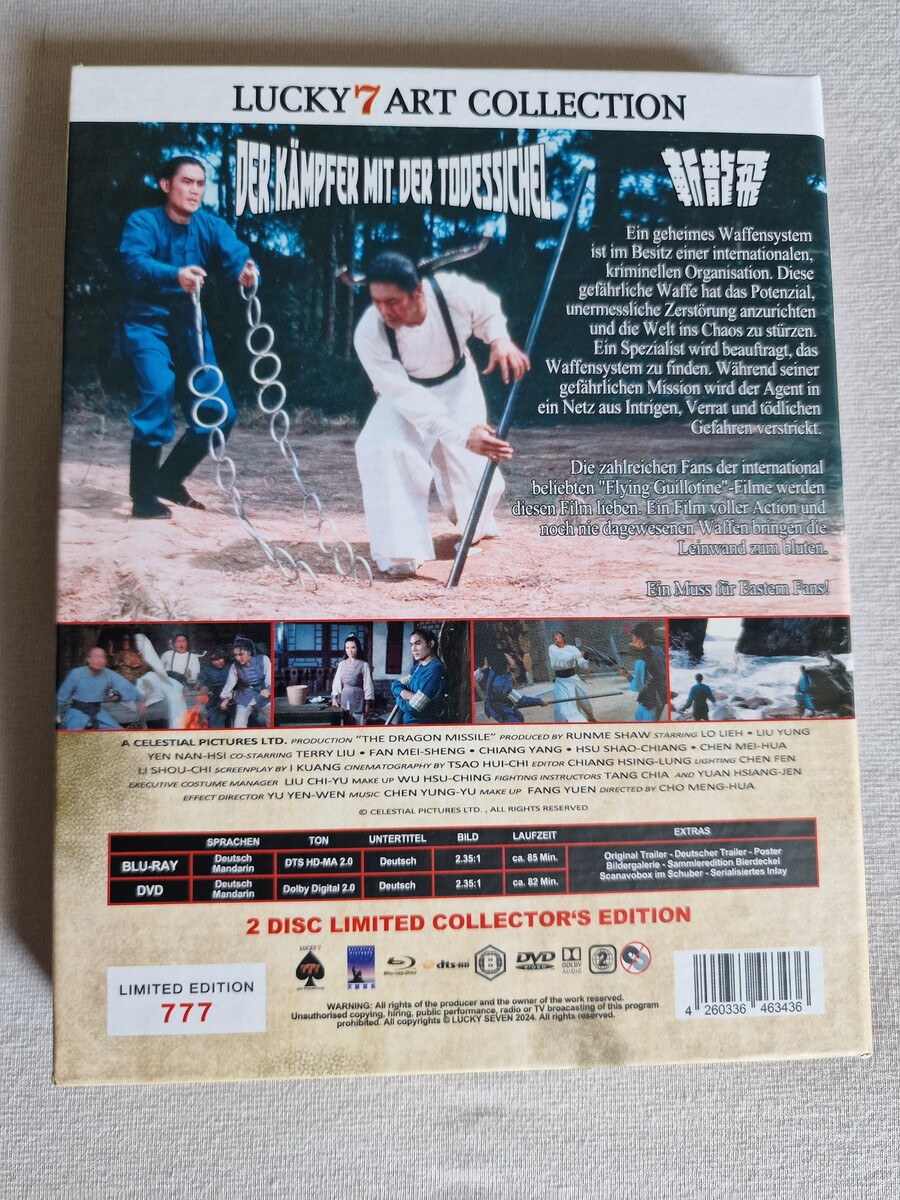 LUCKY 7 ART COLLECTION
DER KÄMPFER MIT DER TODESSICHEL
斬龍飛
Ein geheimes Waffensystem
ist im Besitz einer internationalen,
kriminellen Organisation. Diese
gefährliche Waffe hat das Potenzial,
unermessliche Zerstörung anzurichten
und die Welt ins Chaos zu stürzen.
Ein Spezialist wird beauftragt, das
Waffensystem zu finden. Während seiner
gefährlichen Mission wird der Agent in
ein Netz aus Intrigen, Verrat und tödlichen
Gefahren verstrickt.
Die zahlreichen Fans der international
beliebten "Flying Guillotine"-Filme werden
diesen Film lieben. Ein Film voller Action und
noch nie dagewesenen Waffen bringen die
Leinwand zum bluten.
Ein Muss für Eastern Fans!
A CELESTIAL PICTURES LTD. PRODUCTION "THE DRAGON MISSILE" PRODUCED BY RUNME SHAW STARRING LO LIEH • LIU YUNG
YEN NAN-HSI CO-STARRING TERRY LIU • FAN MEI-SHENG • CHIANG YANG • HSU SHAO-CHIANG • CHEN MEI-HUA
LI SHOU-CHI SCREENPLAY BY I KUANG CINEMATOGRAPHY BY TSAO HUI-CHI EDITOR CHIANG HSING-LUNG LIGHTING CHEN FEN
EXECUTIVE COSTUME MANAGER LIU CHI-YU MAKE UP WU HSU-CHING FIGHTING INSTRUCTORS TANG CHIA AND YUAN HSIANG-JEN
EFFECT DIRECTOR YU YEN-WEN MUSIC CHEN YUNG-YU MAKE UP FANG YUEN DIRECTED BY CHO MENG-HUA
© CELESTIAL PICTURES LTD. , ALL RIGHTS RESERVED
SPRACHEN TON UNTERTITEL BILD LAUFZEIT EXTRAS
BLU-RAY Deutsch Mandarin DTS HD-MA 2.0 Deutsch 2.35:1 ca. 85 Min.
DVD Deutsch Mandarin Dolby Digital 2.0 Deutsch 2.35:1 ca. 82 Min.
Original Trailer - Deutscher Trailer - Poster
Bildergalerie - Sammleredition Bierdeckel
Scanavobox im Schuber - Serialisiertes Inlay
2 DISC LIMITED COLLECTOR'S EDITION
LUCKY 7
777
Blu-ray Disc
dts-HD
B
DVD VIDEO
DOLBY AUDIO
2
LIMITED EDITION
777
WARNING: All rights of the producer and the owner of the work reserved.
Unauthorised copying, hiring, public performance, radio or TV broacasting of this program
prohibited. All copyrights © LUCKY SEVEN 2024. All rights reserved.
4 260336 463436